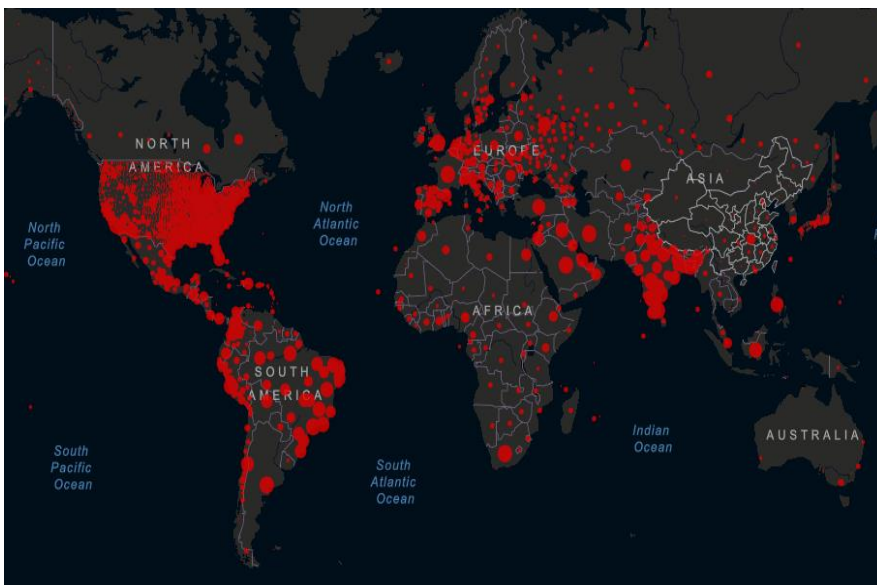 NORTH
AMERICA
EUROPE
ASIA
North
Pacific
Ocean
North
Atlantic
Ocean
AFRICA
SOUTH
AMERICA
Indian
Ocean
AUSTRALIA
South
Pacific
Ocean
South
Atlantic
Ocean